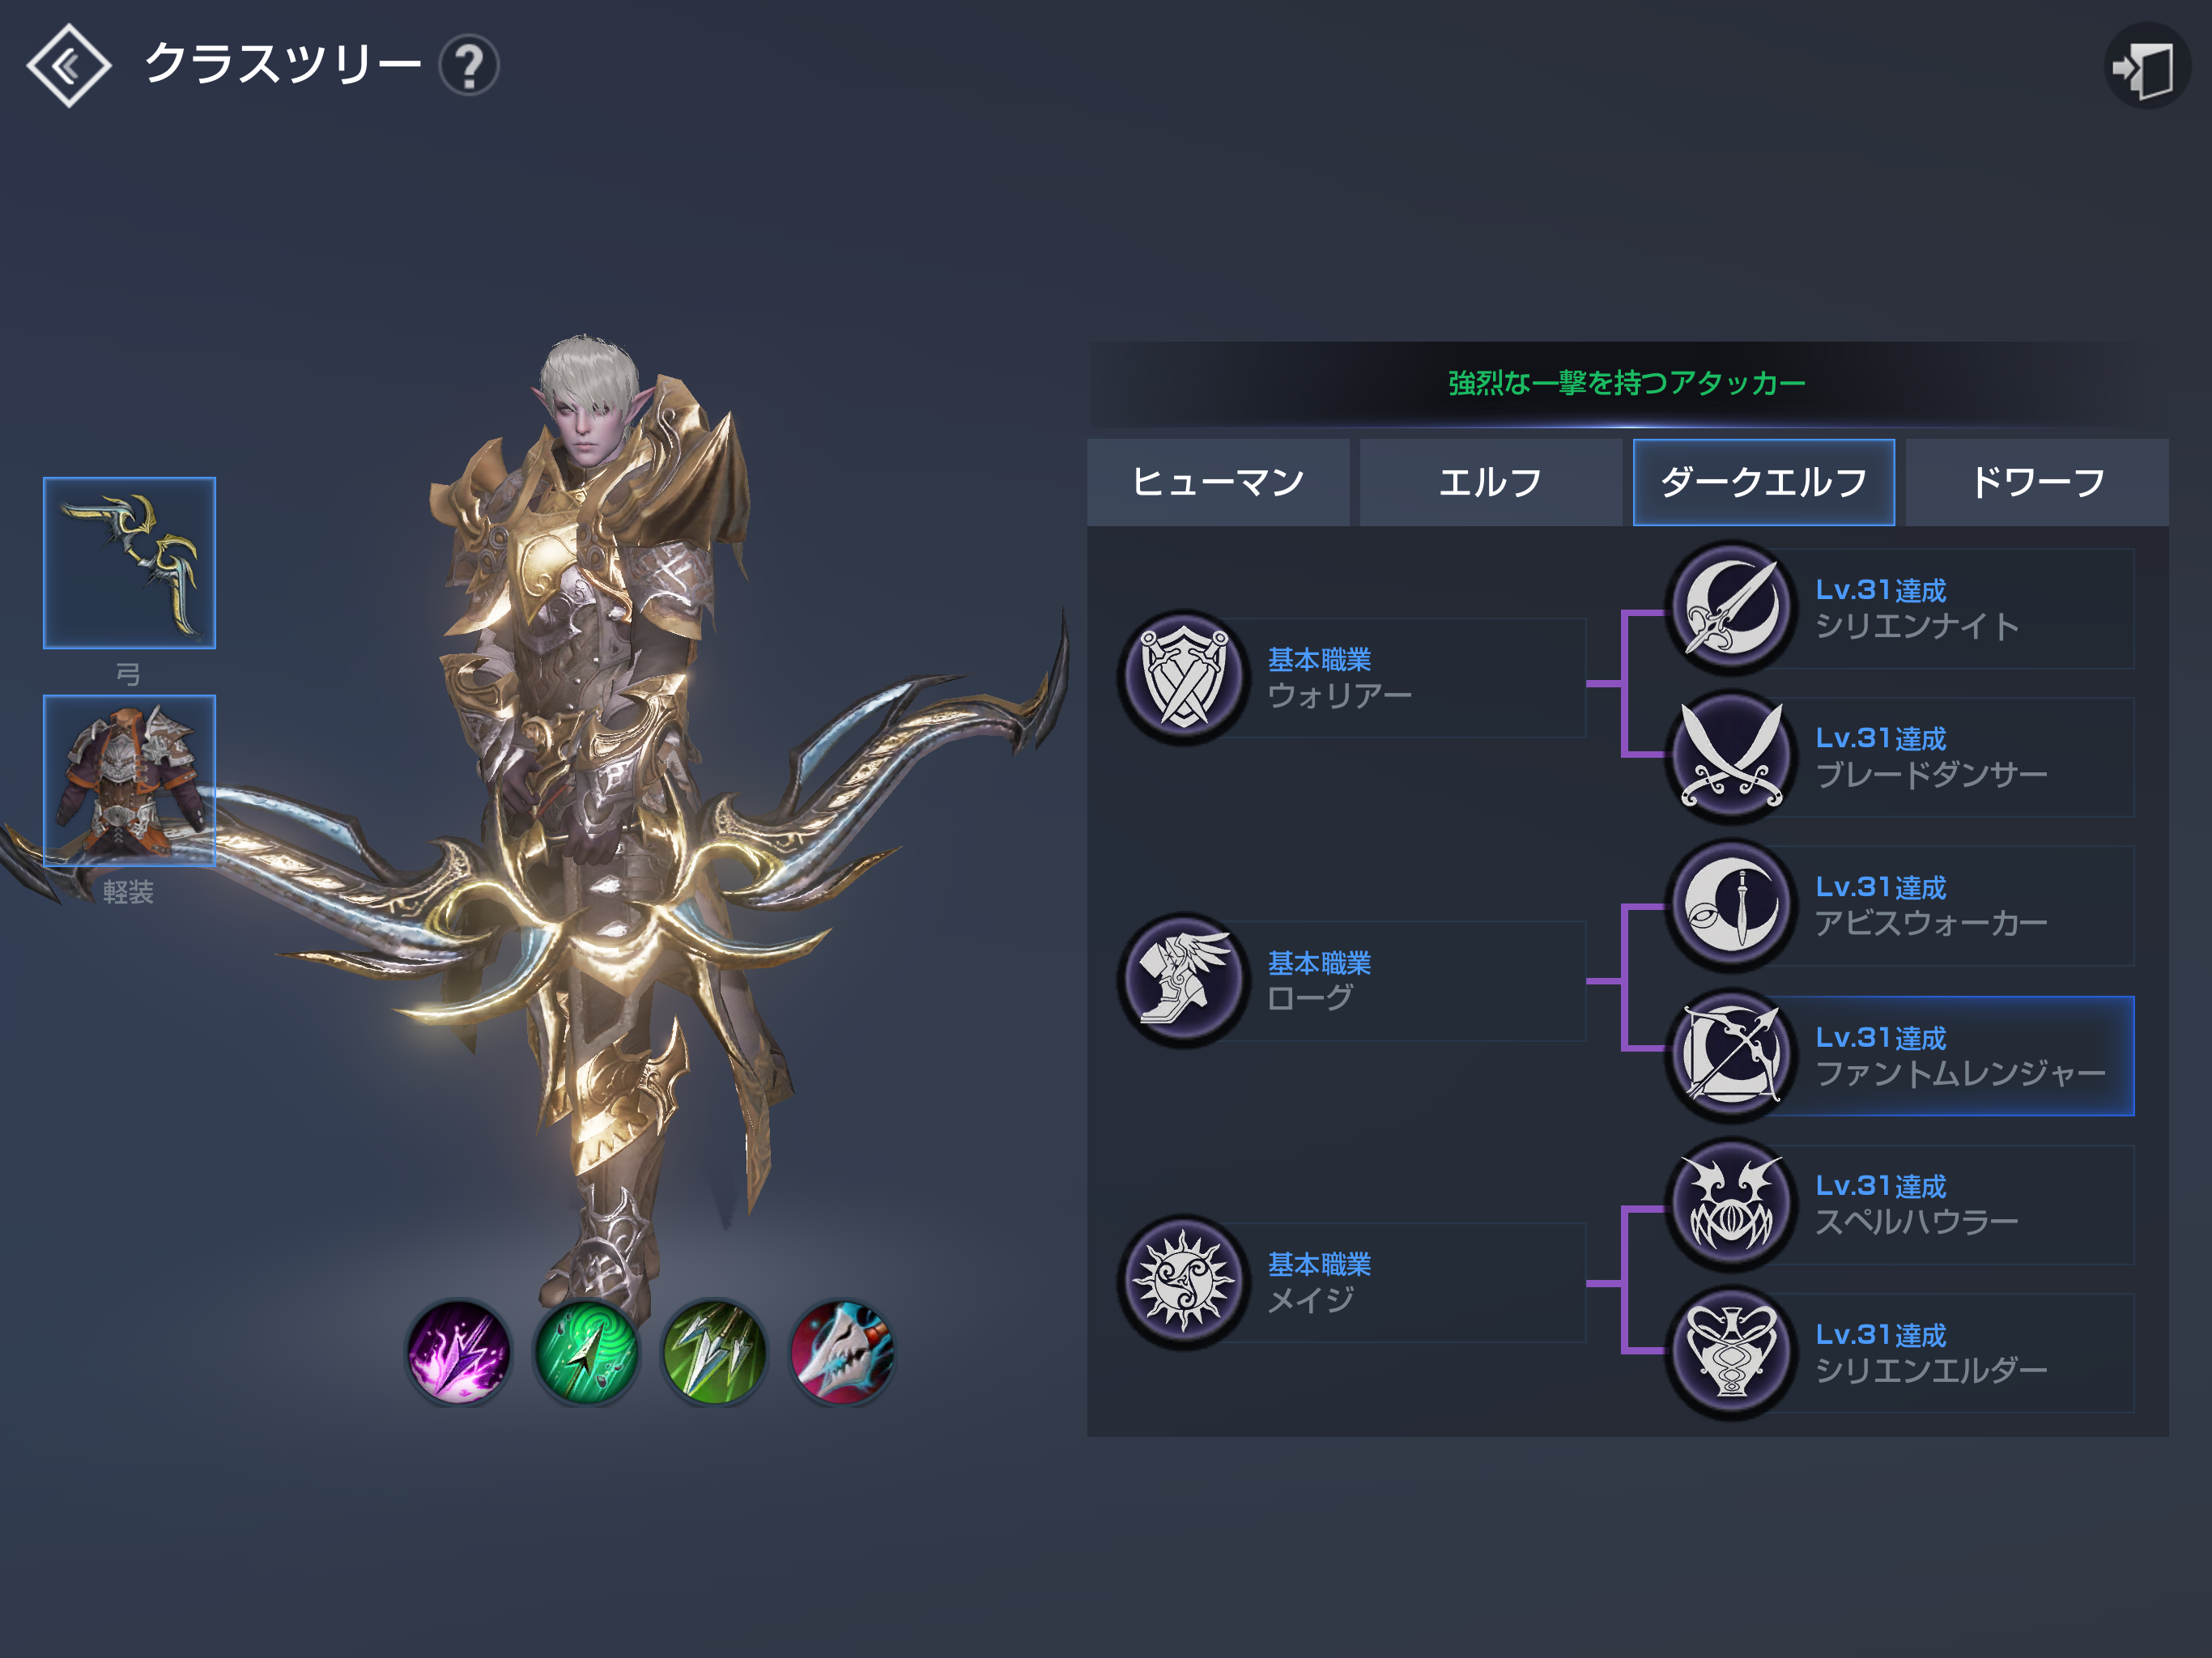 クラスツリー ?
強烈な一撃を持つアタッカー
ヒューマン
エルフ
ダークエルフ
ドワーフ
弓
軽装
基本職業
ウォリアー
Lv.31達成
シリエンナイト
Lv.31達成
ブレードダンサー
基本職業
ローグ
Lv.31達成
アビスウォーカー
Lv.31達成
ファントムレンジャー
基本職業
メイジ
Lv.31達成
スペルハウラー
Lv.31達成
シリエンエルダー